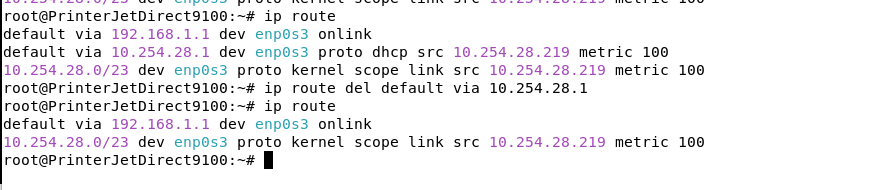 10.254.28.0/23 dev enp0s3 proto kernel scope link src 10.254.28.219 metric 100
root@PrinterJetDirect9100:~# ip route
default via 192.168.1.1 dev enp0s3 onlink
default via 10.254.28.1 dev enp0s3 proto dhcp src 10.254.28.219 metric 100
10.254.28.0/23 dev enp0s3 proto kernel scope link src 10.254.28.219 metric 100
root@PrinterJetDirect9100:~# ip route del default via 10.254.28.1
root@PrinterJetDirect9100:~# ip route
default via 192.168.1.1 dev enp0s3 onlink
10.254.28.0/23 dev enp0s3 proto kernel scope link src 10.254.28.219 metric 100
root@PrinterJetDirect9100:~#